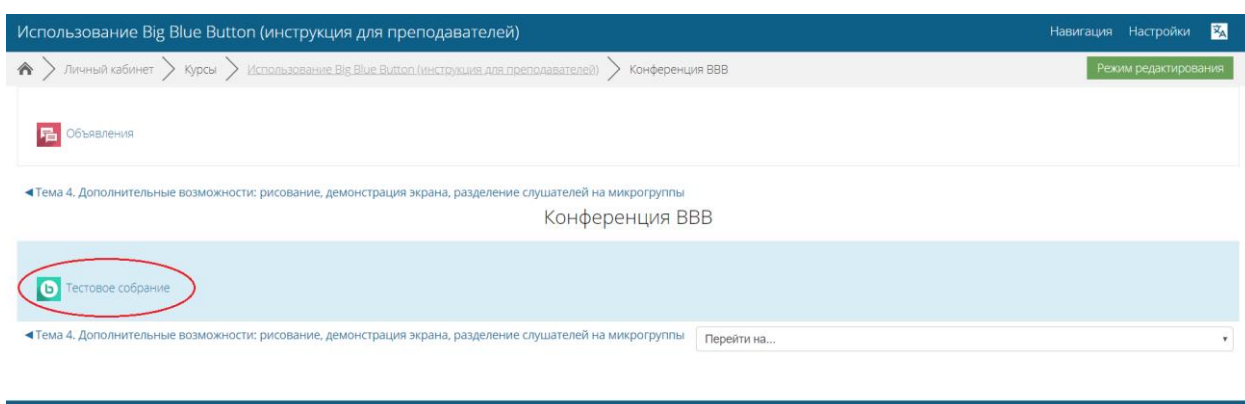 Использование Big Blue Button (инструкция для преподавателей)
Навигация Настройки
Личный кабинет Курсы Использование Big Blue Button (инструкция для преподавателей) Конференция BBB
Режим редактирования
Объявления
◀Тема 4. Дополнительные возможности: рисование, демонстрация экрана, разделение слушателей на микрогруппы
Конференция BBB
Тестовое собрание
◀Тема 4. Дополнительные возможности: рисование, демонстрация экрана, разделение слушателей на микрогруппы
Перейти на...